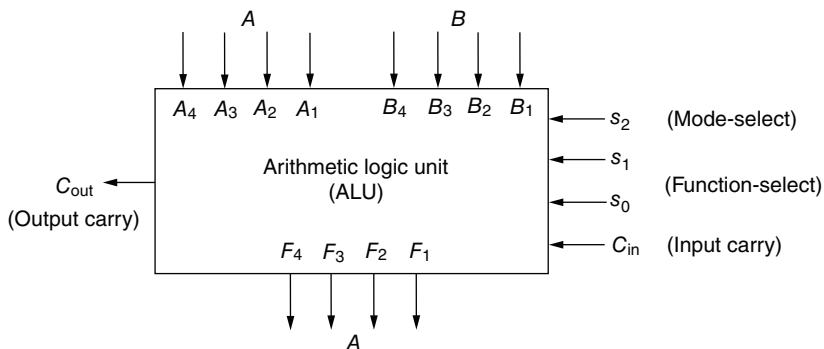 A B
A4 A3 A2 A1 B4 B3 B2 B1
s2 (Mode-select)
Arithmetic logic unit
(ALU)
s1
(Function-select)
s0
Cout
(Output carry)
Cin (Input carry)
F4 F3 F2 F1
A